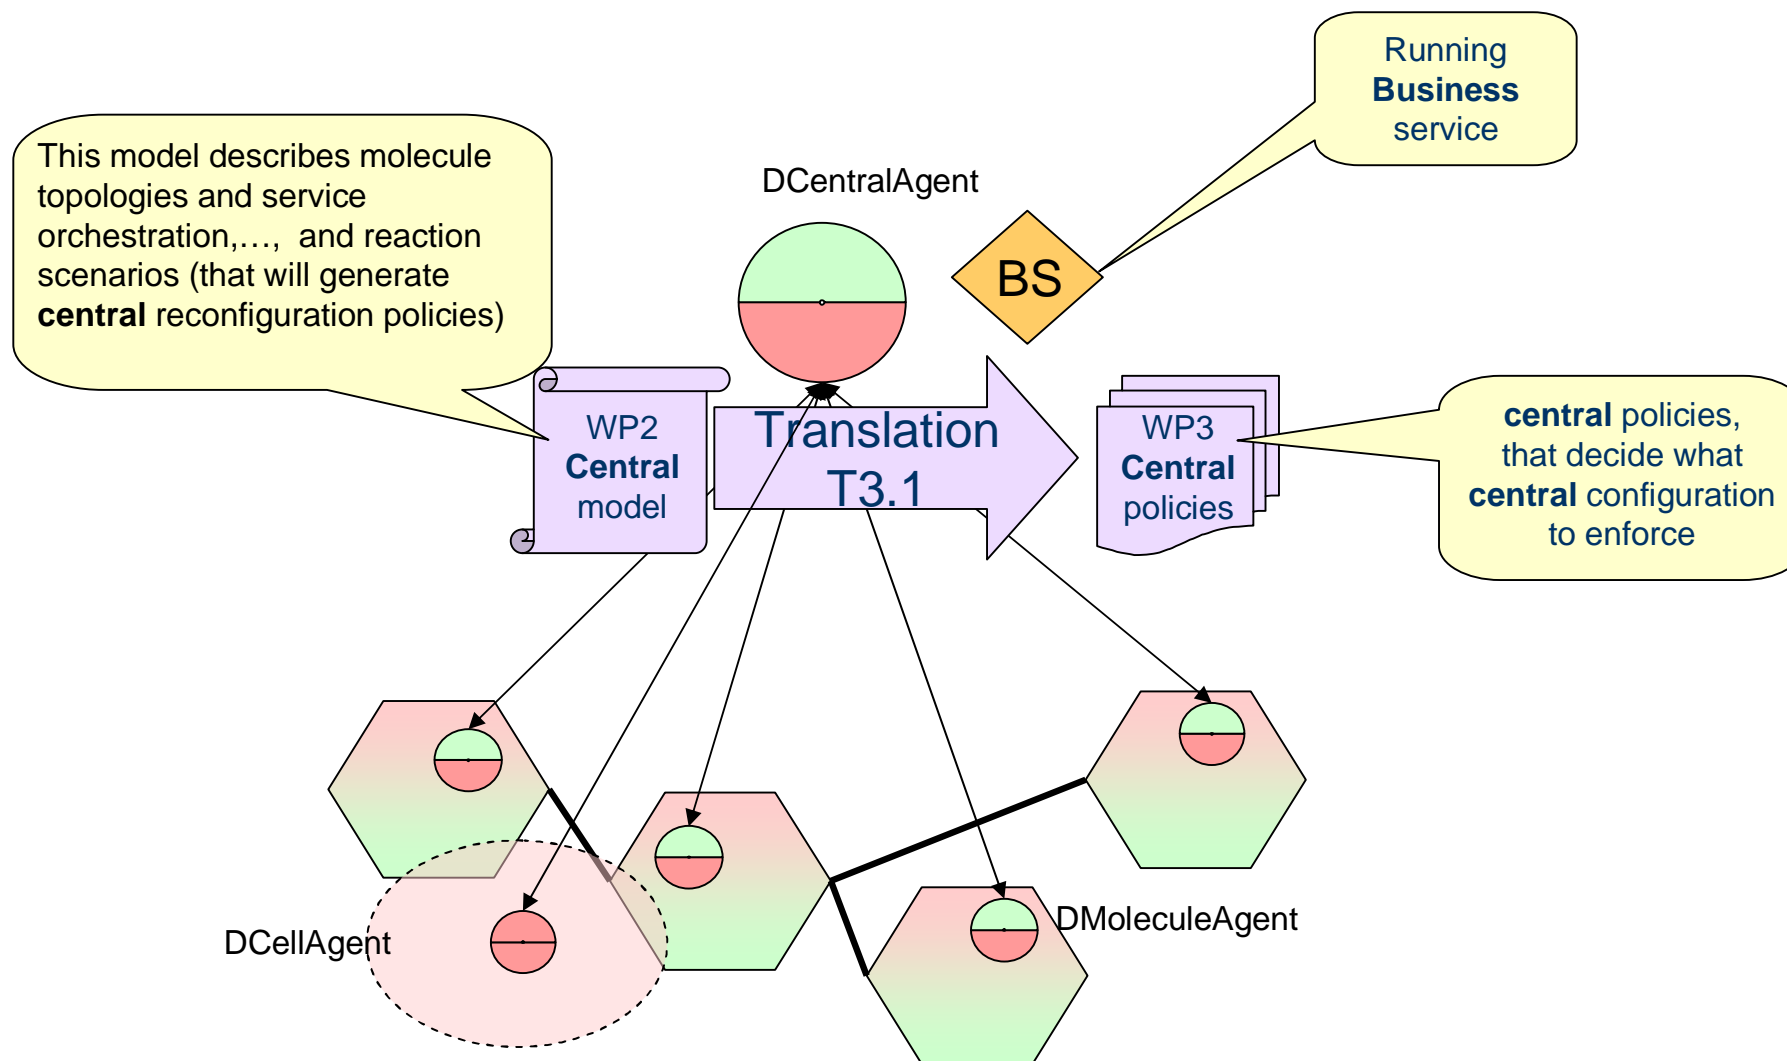 Running
Business
service
This model describes molecule
topologies and service
orchestration,…, and reaction
scenarios (that will generate
central reconfiguration policies)
DCentralAgent
BS
WP2
Central
model
Translation
T3.1
WP3
Central
policies
central policies,
that decide what
central configuration
to enforce
DCellAgent
DMoleculeAgent